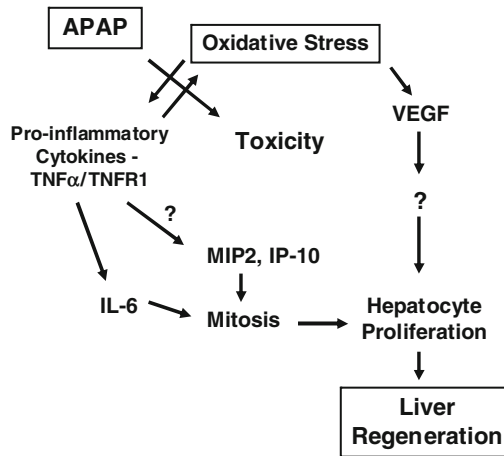 APAP
Oxidative Stress
Pro-inflammatory
Cytokines -
TNFα/TNFR1
Toxicity
VEGF
?
?
MIP2, IP-10
IL-6
Mitosis
Hepatocyte
Proliferation
Liver
Regeneration